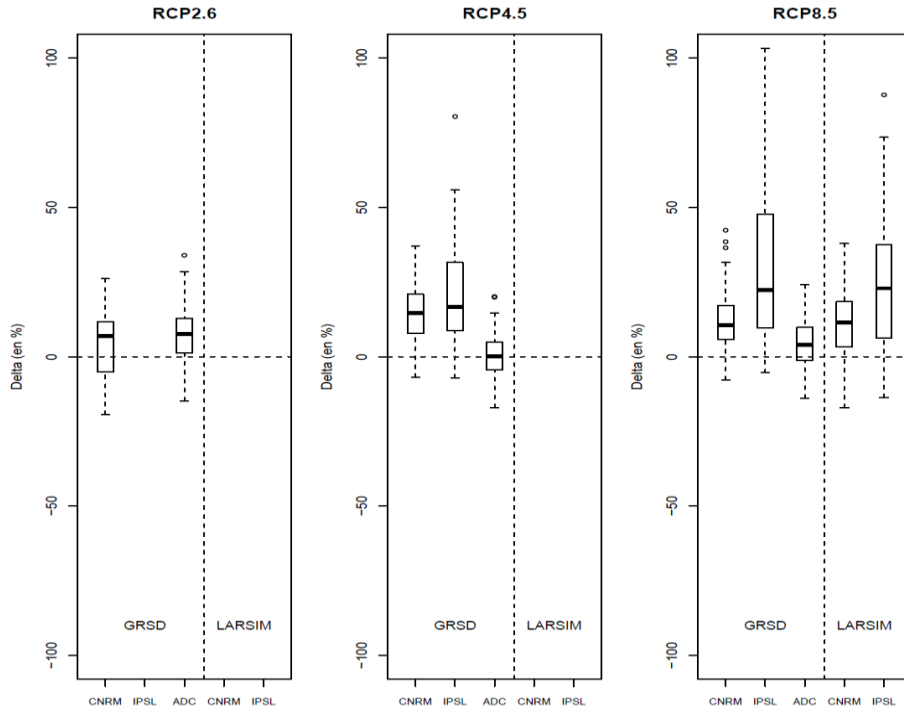 RCP2.6
RCP4.5
RCP8.5
Delta (en %)
100
50
0
−50
−100
GRSD
LARSIM
CNRM IPSL ADC CNRM IPSL
Delta (en %)
100
50
0
−50
−100
GRSD
LARSIM
CNRM IPSL ADC CNRM IPSL
Delta (en %)
100
50
0
−50
−100
GRSD
LARSIM
CNRM IPSL ADC CNRM IPSL